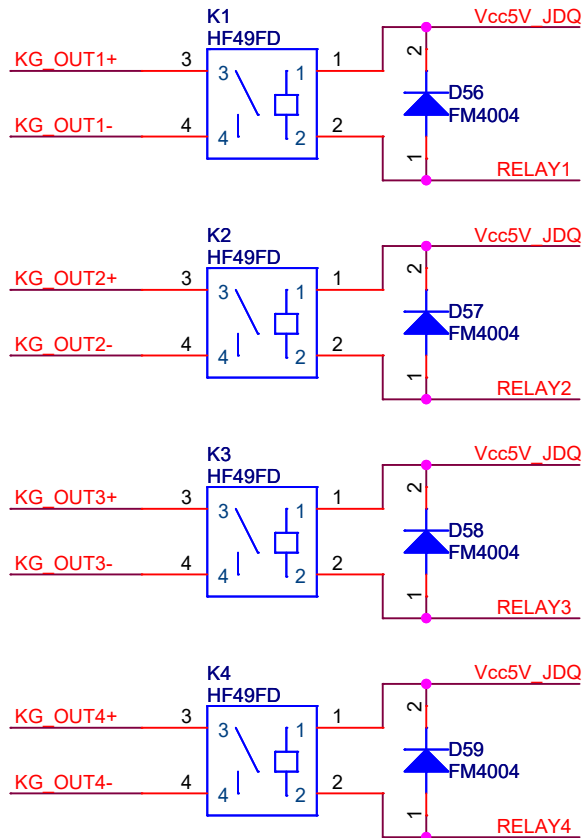 K1
HF49FD
Vcc5V_JDQ
KG_OUT1+ 3 3 1 1 2
D56
FM4004
KG_OUT1- 4 4 2 2 1
RELAY1
K2
HF49FD
Vcc5V_JDQ
KG_OUT2+ 3 3 1 1 2
D57
FM4004
KG_OUT2- 4 4 2 2 1
RELAY2
K3
HF49FD
Vcc5V_JDQ
KG_OUT3+ 3 3 1 1 2
D58
FM4004
KG_OUT3- 4 4 2 2 1
RELAY3
K4
HF49FD
Vcc5V_JDQ
KG_OUT4+ 3 3 1 1 2
D59
FM4004
KG_OUT4- 4 4 2 2 1
RELAY4